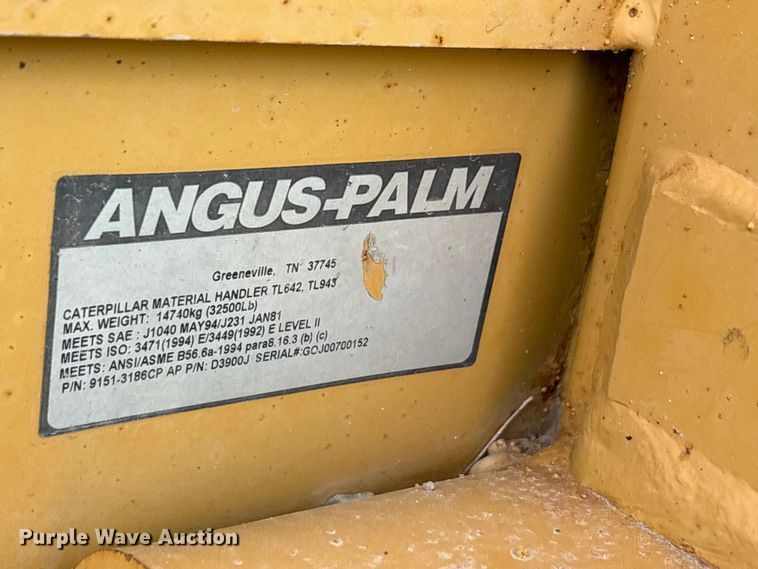 ANGUS-PALM
Greeneville, TN 37745
CATERPILLAR MATERIAL HANDLER TL642, TL943
MAX. WEIGHT: 14740kg (32500Lb)
MEETS SAE : J1040 MAY94/J231 JAN81
MEETS ISO: 3471(1994) E/3449(1992) E LEVEL II
MEETS: ANSI/ASME B56.6a-1994 para8.16.3 (b) (c)
P/N: 9151-3186CP AP P/N: D3900J SERIAL#:GOJ00700152
Purple Wave Auction